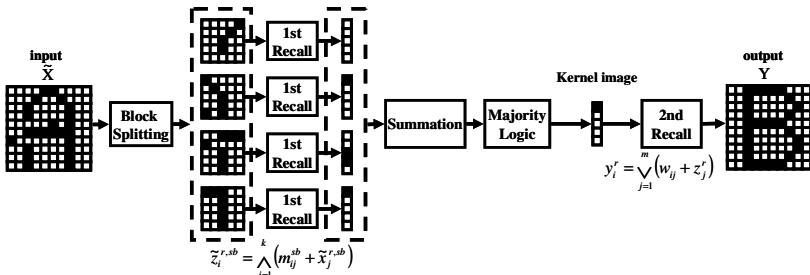 input
X̃
Block
Splitting
1st
Recall
1st
Recall
1st
Recall
1st
Recall
z̃_i^{r,sb} = ∧_{j=1}^{k} (m_{ij}^{sb} + x̃_j^{r,sb})
Summation
Majority
Logic
Kernel image
2nd
Recall
y_i^r = ∨_{j=1}^{m} (w_{ij} + z_j^r)
output
Y